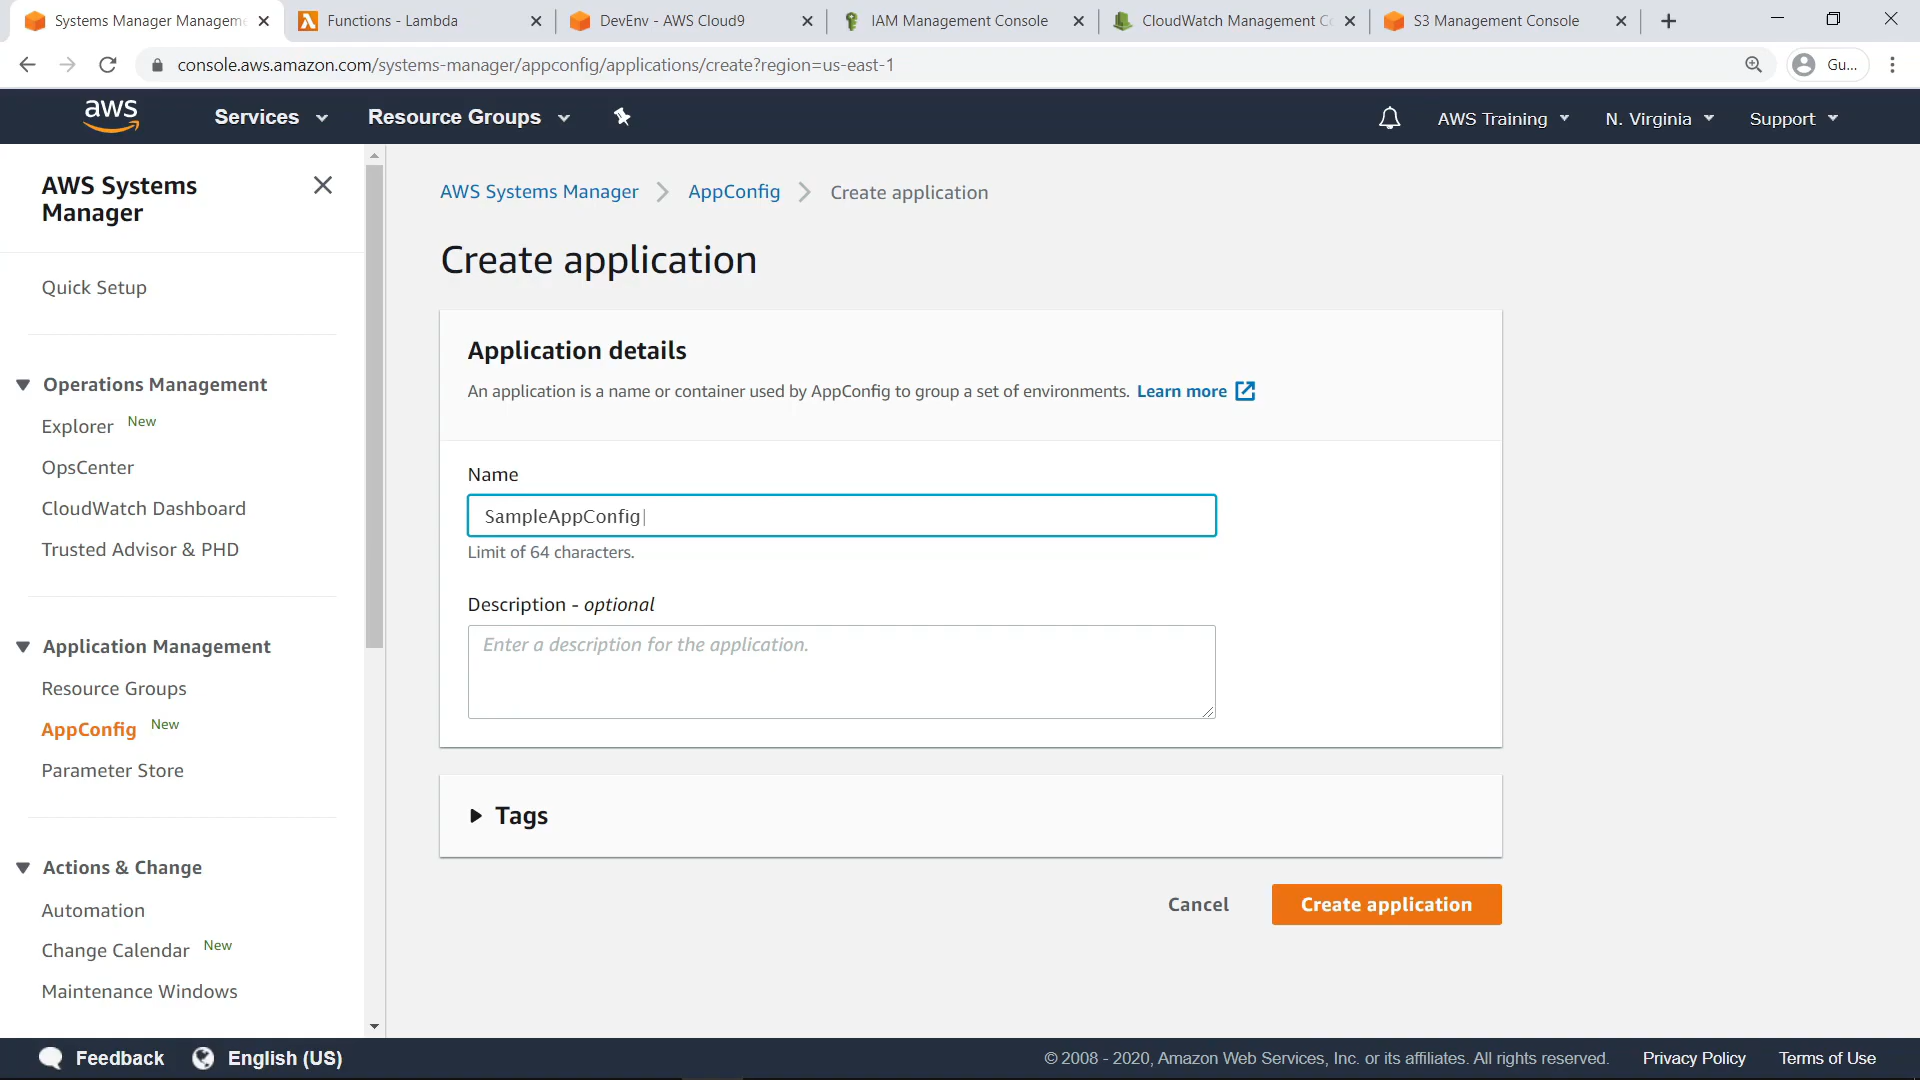 Systems Manager Manageme
Functions - Lambda
DevEnv - AWS Cloud9
IAM Management Console
CloudWatch Management Co
S3 Management Console
console.aws.amazon.com/systems-manager/appconfig/applications/create?region=us-east-1
Gu...
aws
Services
Resource Groups
AWS Training
N. Virginia
Support
AWS Systems
Manager
Quick Setup
Operations Management
Explorer New
OpsCenter
CloudWatch Dashboard
Trusted Advisor & PHD
Application Management
Resource Groups
AppConfig New
Parameter Store
Actions & Change
Automation
Change Calendar New
Maintenance Windows
AWS Systems Manager
AppConfig
Create application
Create application
Application details
An application is a name or container used by AppConfig to group a set of environments. Learn more
Name
SampleAppConfig
Limit of 64 characters.
Description - optional
Enter a description for the application.
Tags
Cancel
Create application
Feedback
English (US)
© 2008 - 2020, Amazon Web Services, Inc. or its affiliates. All rights reserved.
Privacy Policy
Terms of Use